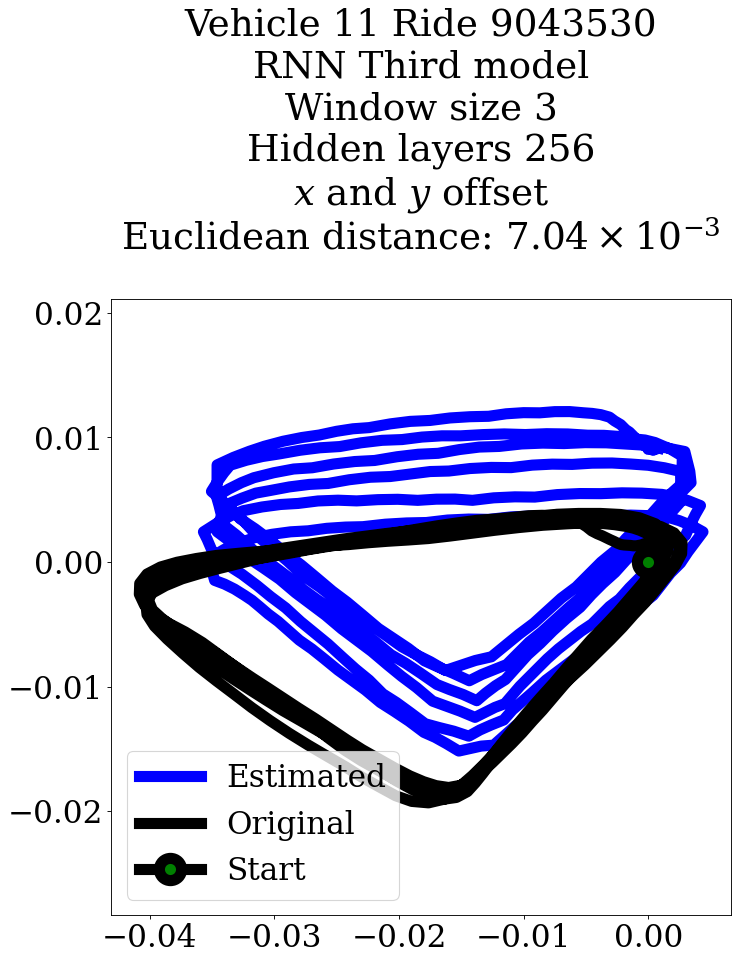 Vehicle 11 Ride 9043530
RNN Third model
Window size 3
Hidden layers 256
x and y offset
Euclidean distance: 7.04 × 10⁻³
0.02
0.01
0.00
−0.01
−0.02
Estimated
Original
Start
−0.04
−0.03
−0.02
−0.01
0.00